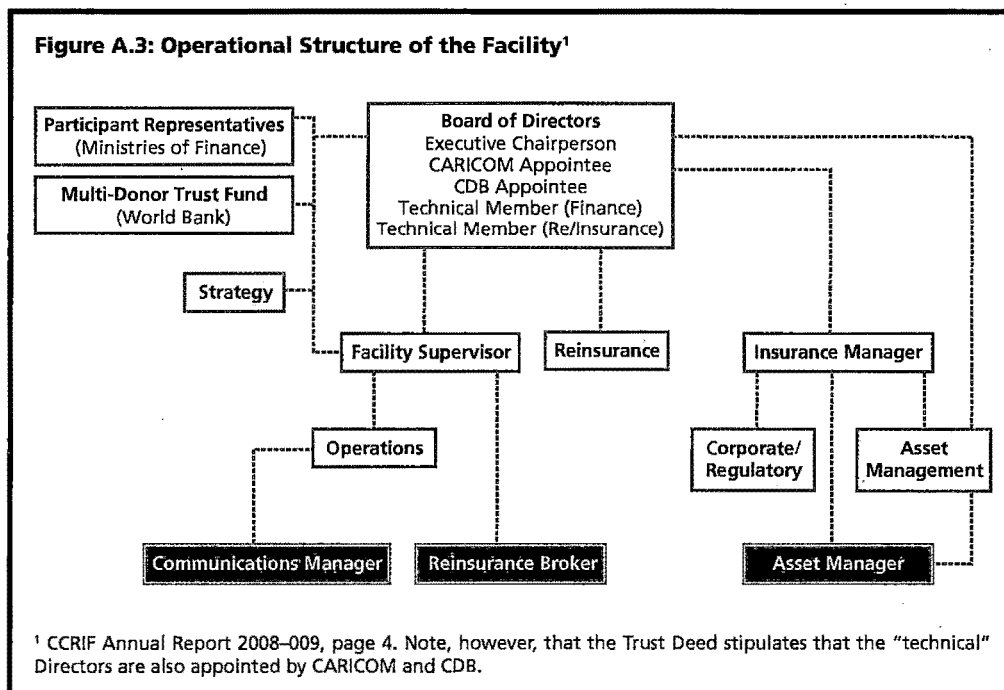 Figure A.3: Operational Structure of the Facility¹
Participant Representatives
(Ministries of Finance)
Multi-Donor Trust Fund
(World Bank)
Board of Directors
Executive Chairperson
CARICOM Appointee
CDB Appointee
Technical Member (Finance)
Technical Member (Re/Insurance)
Strategy
Facility Supervisor
Reinsurance
Insurance Manager
Operations
Corporate/
Regulatory
Asset
Management
Communications Manager
Reinsurance Broker
Asset Manager
¹ CCRIF Annual Report 2008–009, page 4. Note, however, that the Trust Deed stipulates that the "technical"
Directors are also appointed by CARICOM and CDB.